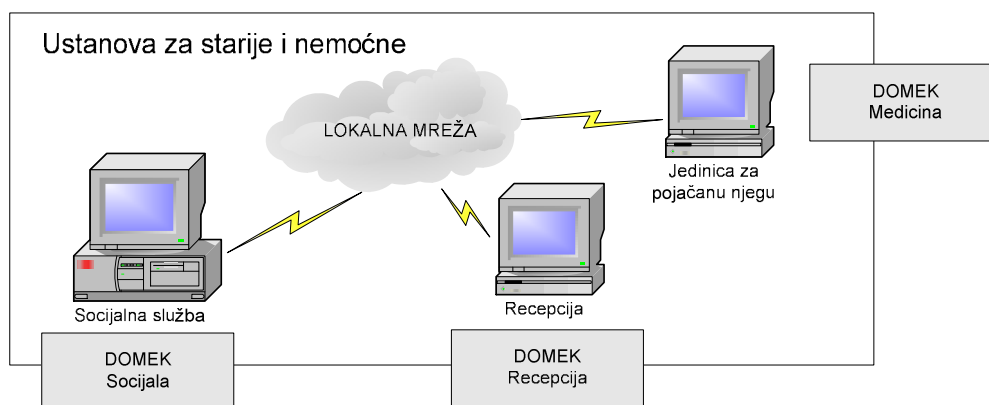 Ustanova za starije i nemoćne
LOKALNA MREŽA
DOMEK
Medicina
Jedinica za
pojačanu njegu
Recepcija
Socijalna služba
DOMEK
Socijala
DOMEK
Recepcija